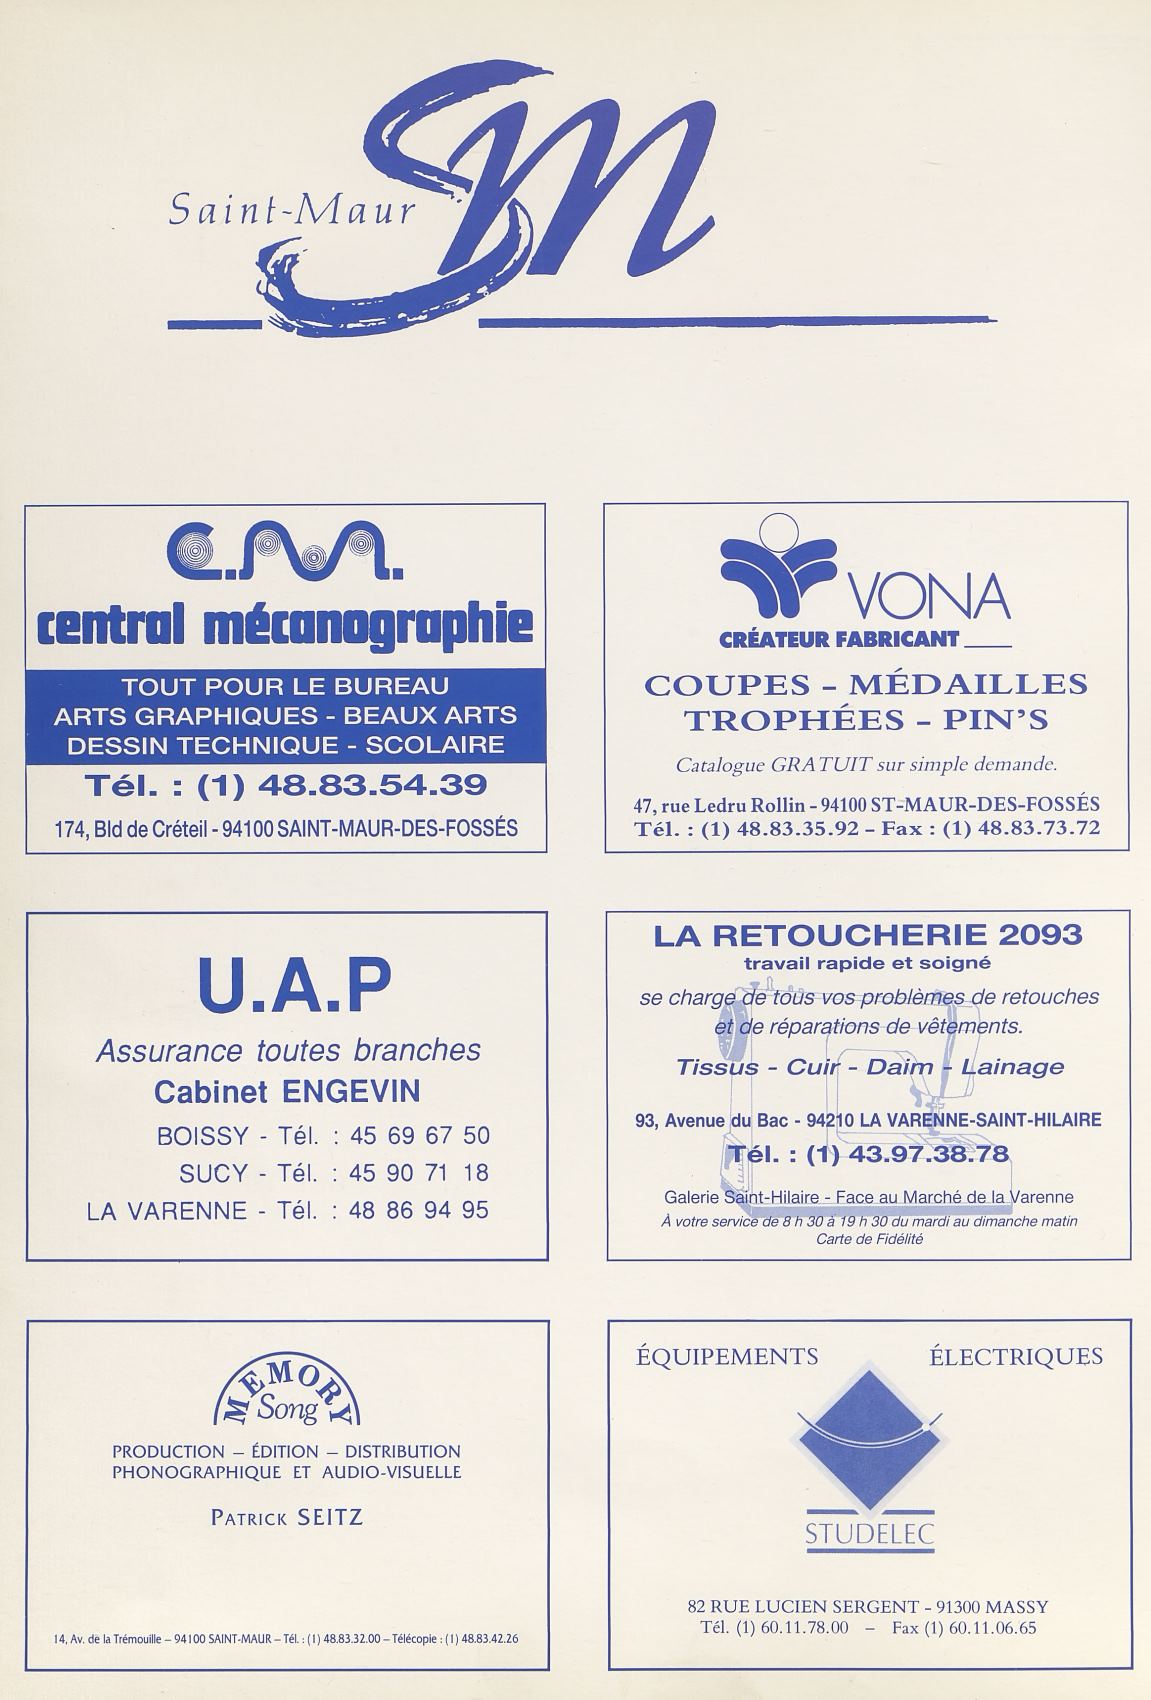 Saint-Maur
SM
C.M.
central mécanographie
TOUT POUR LE BUREAU
ARTS GRAPHIQUES - BEAUX ARTS
DESSIN TECHNIQUE - SCOLAIRE
Tél. : (1) 48.83.54.39
174, Bld de Créteil - 94100 SAINT-MAUR-DES-FOSSÉS
VONA
CRÉATEUR FABRICANT
COUPES - MÉDAILLES
TROPHÉES - PIN'S
Catalogue GRATUIT sur simple demande.
47, rue Ledru Rollin - 94100 ST-MAUR-DES-FOSSÉS
Tél. : (1) 48.83.35.92 - Fax : (1) 48.83.73.72
U.A.P
Assurance toutes branches
Cabinet ENGEVIN
BOISSY - Tél. : 45 69 67 50
SUCY - Tél. : 45 90 71 18
LA VARENNE - Tél. : 48 86 94 95
LA RETOUCHERIE 2093
travail rapide et soigné
se charge de tous vos problèmes de retouches
et de réparations de vêtements.
Tissus - Cuir - Daim - Lainage
93, Avenue du Bac - 94210 LA VARENNE-SAINT-HILAIRE
Tél. : (1) 43.97.38.78
Galerie Saint-Hilaire - Face au Marché de la Varenne
À votre service de 8 h 30 à 19 h 30 du mardi au dimanche matin
Carte de Fidélité
MEMORY
Song
PRODUCTION – ÉDITION – DISTRIBUTION
PHONOGRAPHIQUE ET AUDIO-VISUELLE
PATRICK SEITZ
14, Av. de la Trémouille – 94100 SAINT-MAUR – Tél. : (1) 48.83.32.00 – Télécopie : (1) 48.83.42.26
ÉQUIPEMENTS ÉLECTRIQUES
STUDELEC
82 RUE LUCIEN SERGENT - 91300 MASSY
Tél. (1) 60.11.78.00 – Fax (1) 60.11.06.65